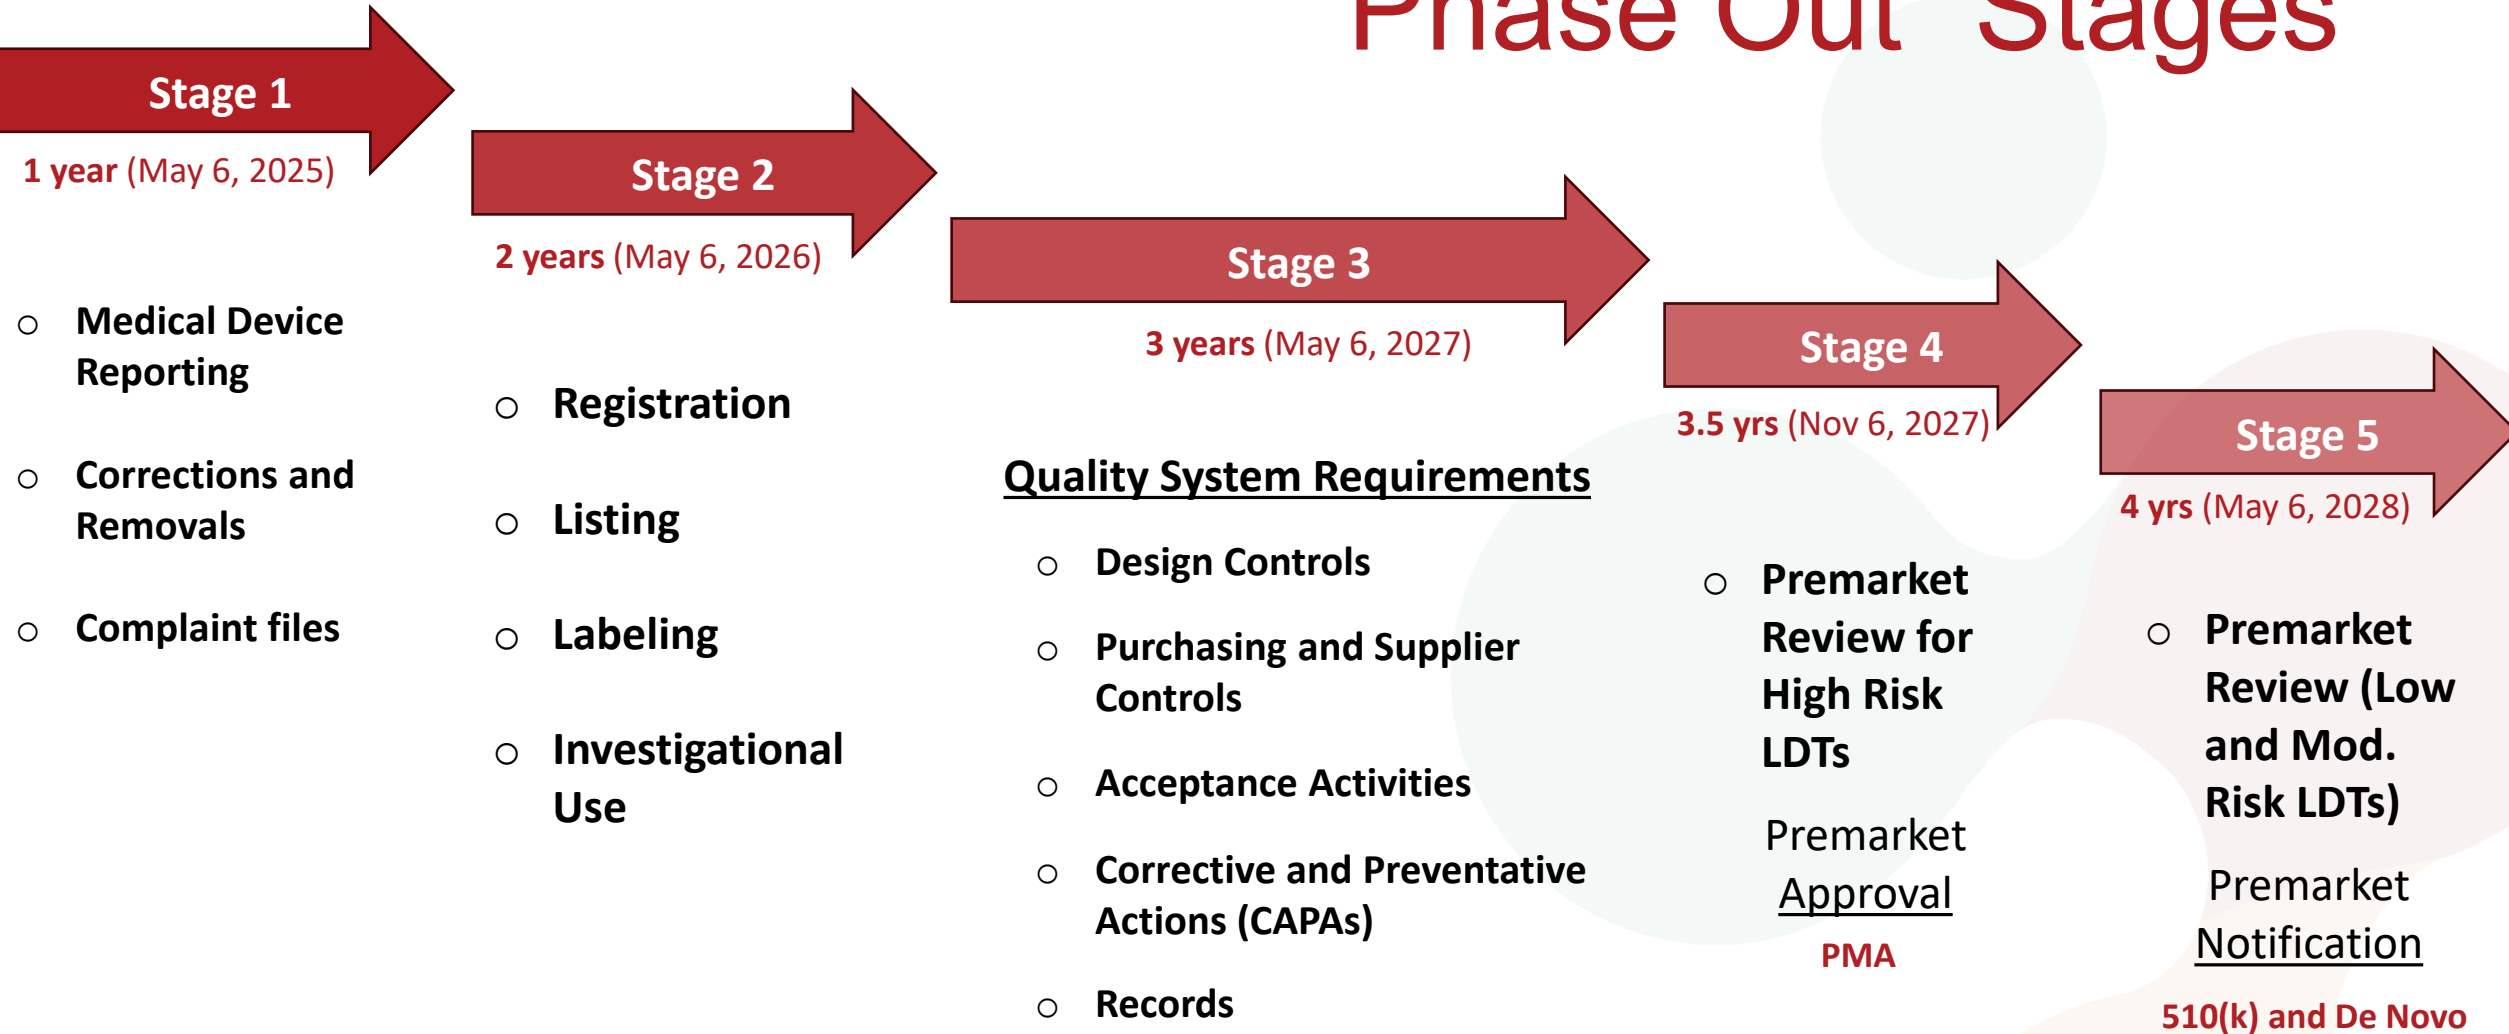 Phase Out" Stages
Stage 1
1 year (May 6, 2025)
○ Medical Device
Reporting
○ Corrections and
Removals
○ Complaint files
Stage 2
2 years (May 6, 2026)
○ Registration
○ Listing
○ Labeling
○ Investigational
Use
Stage 3
3 years (May 6, 2027)
Quality System Requirements
○ Design Controls
○ Purchasing and Supplier
Controls
○ Acceptance Activities
○ Corrective and Preventative
Actions (CAPAs)
○ Records
Stage 4
3.5 yrs (Nov 6, 2027)
○ Premarket
Review for
High Risk
LDTs
Premarket
Approval
PMA
Stage 5
4 yrs (May 6, 2028)
○ Premarket
Review (Low
and Mod.
Risk LDTs)
Premarket
Notification
510(k) and De Novo